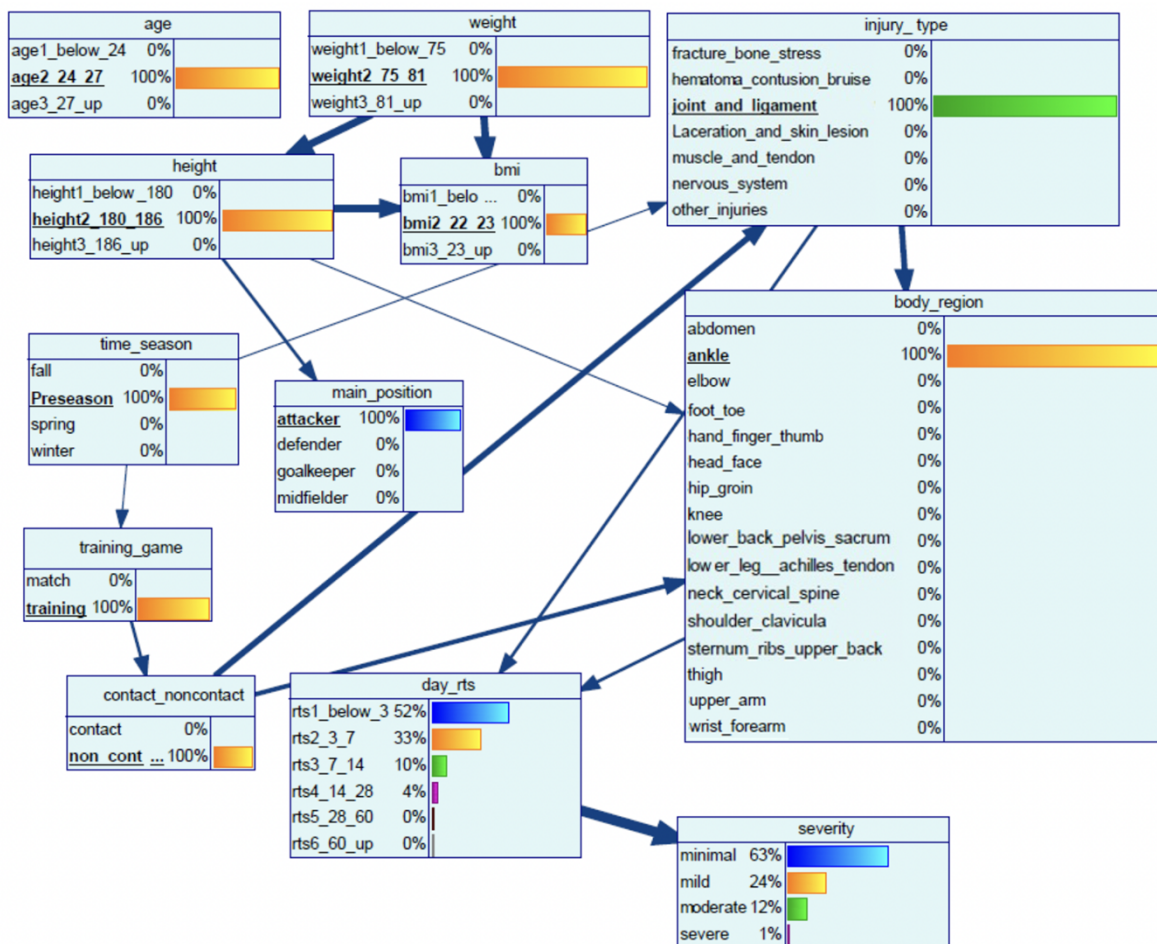 age
age1_below_24 0%
age2_24_27 100%
age3_27_up 0%
weight
weight1_below_75 0%
weight2_75_81 100%
weight3_81_up 0%
injury_ type
fracture_bone_stress 0%
hematoma_contusion_bruise 0%
joint_and_ligament 100%
Laceration_and_skin_lesion 0%
muscle_and_tendon 0%
nervous_system 0%
other_injuries 0%
height
height1_below_180 0%
height2_180_186 100%
height3_186_up 0%
bmi
bmi1_belo ... 0%
bmi2_22_23 100%
bmi3_23_up 0%
body_region
abdomen 0%
ankle 100%
elbow 0%
foot_toe 0%
hand_finger_thumb 0%
head_face 0%
hip_groin 0%
knee 0%
lower_back_pelvis_sacrum 0%
lower_leg__achilles_tendon 0%
neck_cervical_spine 0%
shoulder_clavicula 0%
sternum_ribs_upper_back 0%
thigh 0%
upper_arm 0%
wrist_forearm 0%
time_season
fall 0%
Preseason 100%
spring 0%
winter 0%
main_position
attacker 100%
defender 0%
goalkeeper 0%
midfielder 0%
training_game
match 0%
training 100%
contact_noncontact
contact 0%
non_cont ... 100%
day_rts
rts1_below_3 52%
rts2_3_7 33%
rts3_7_14 10%
rts4_14_28 4%
rts5_28_60 0%
rts6_60_up 0%
severity
minimal 63%
mild 24%
moderate 12%
severe 1%